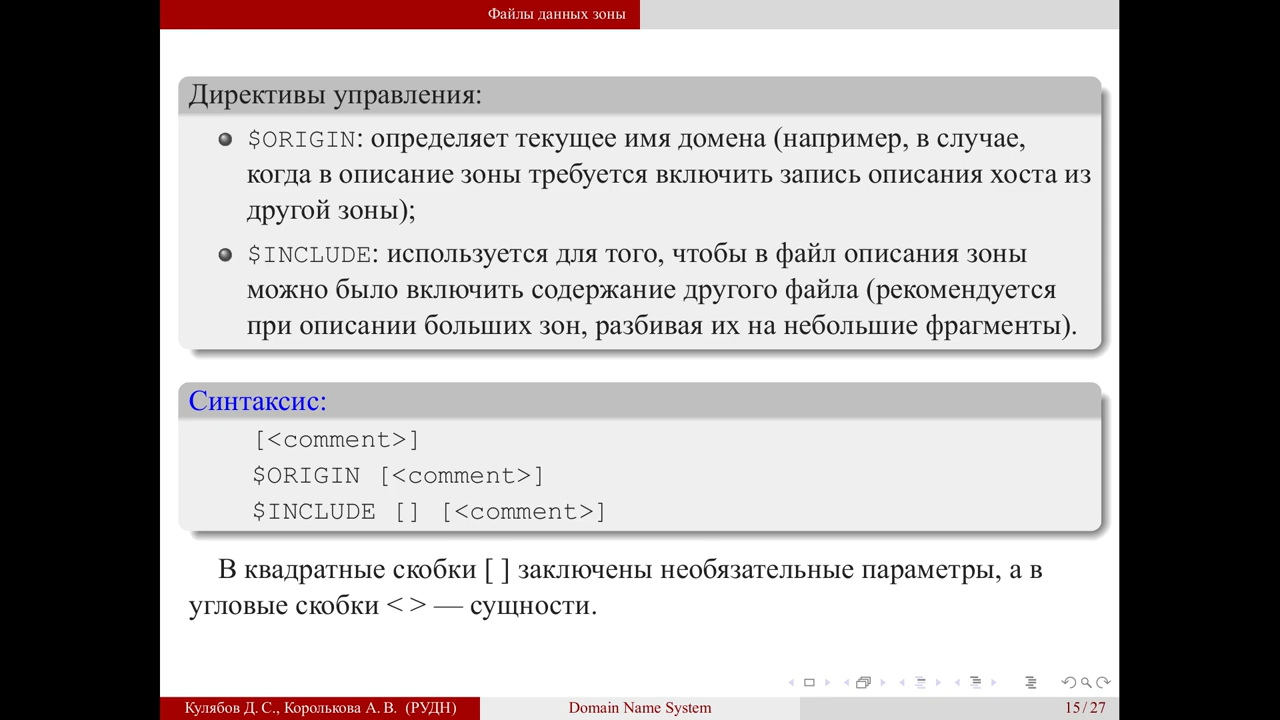 Файлы данных зоны
Директивы управления:
$ORIGIN: определяет текущее имя домена (например, в случае,
когда в описание зоны требуется включить запись описания хоста из
другой зоны);
$INCLUDE: используется для того, чтобы в файл описания зоны
можно было включить содержание другого файла (рекомендуется
при описании больших зон, разбивая их на небольшие фрагменты).
Синтаксис:
[<comment>]
$ORIGIN [<comment>]
$INCLUDE [] [<comment>]
В квадратные скобки [ ] заключены необязательные параметры, а в
угловые скобки < > — сущности.
Кулябов Д. С., Королькова А. В. (РУДН)
Domain Name System
15 / 27